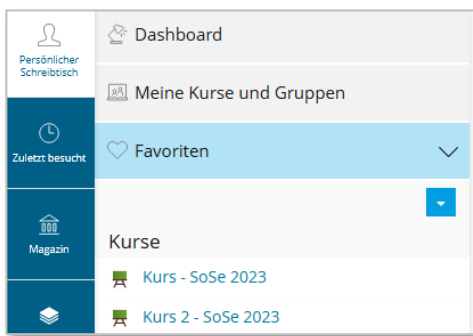 Persönlicher
Schreibtisch
Zuletzt besucht
Magazin
Dashboard
Meine Kurse und Gruppen
Favoriten
Kurse
Kurs - SoSe 2023
Kurs 2 - SoSe 2023